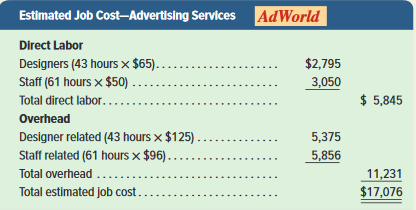 Estimated Job Cost—Advertising Services AdWorld
Direct Labor
Designers (43 hours × $65). . . . . . . . . . . . . . . . . . . $2,795
Staff (61 hours × $50) . . . . . . . . . . . . . . . . . . . . . . 3,050
Total direct labor. . . . . . . . . . . . . . . . . . . . . . . . . . $ 5,845
Overhead
Designer related (43 hours × $125) . . . . . . . . . . . . 5,375
Staff related (61 hours × $96). . . . . . . . . . . . . . . . 5,856
Total overhead . . . . . . . . . . . . . . . . . . . . . . . . . . . 11,231
Total estimated job cost. . . . . . . . . . . . . . . . . . . . . $17,076